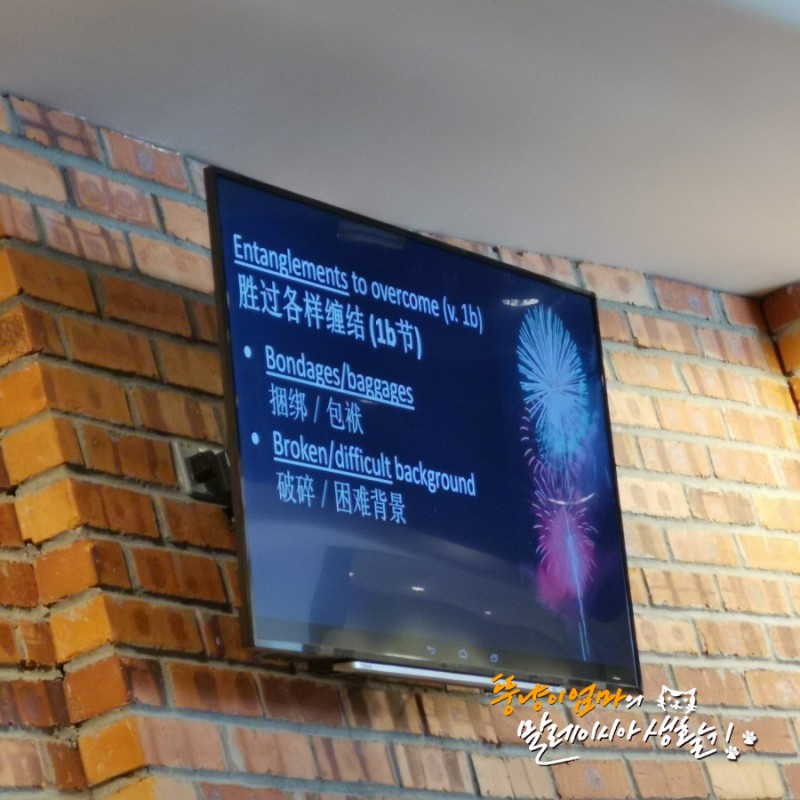 Entanglements to overcome (v. 1b)
胜过各样缠结 (1b节)
• Bondages/baggages
捆绑 / 包袱
• Broken/difficult background
破碎 / 困难背景
뚱냥이엄마의
말레이시아 생활기!